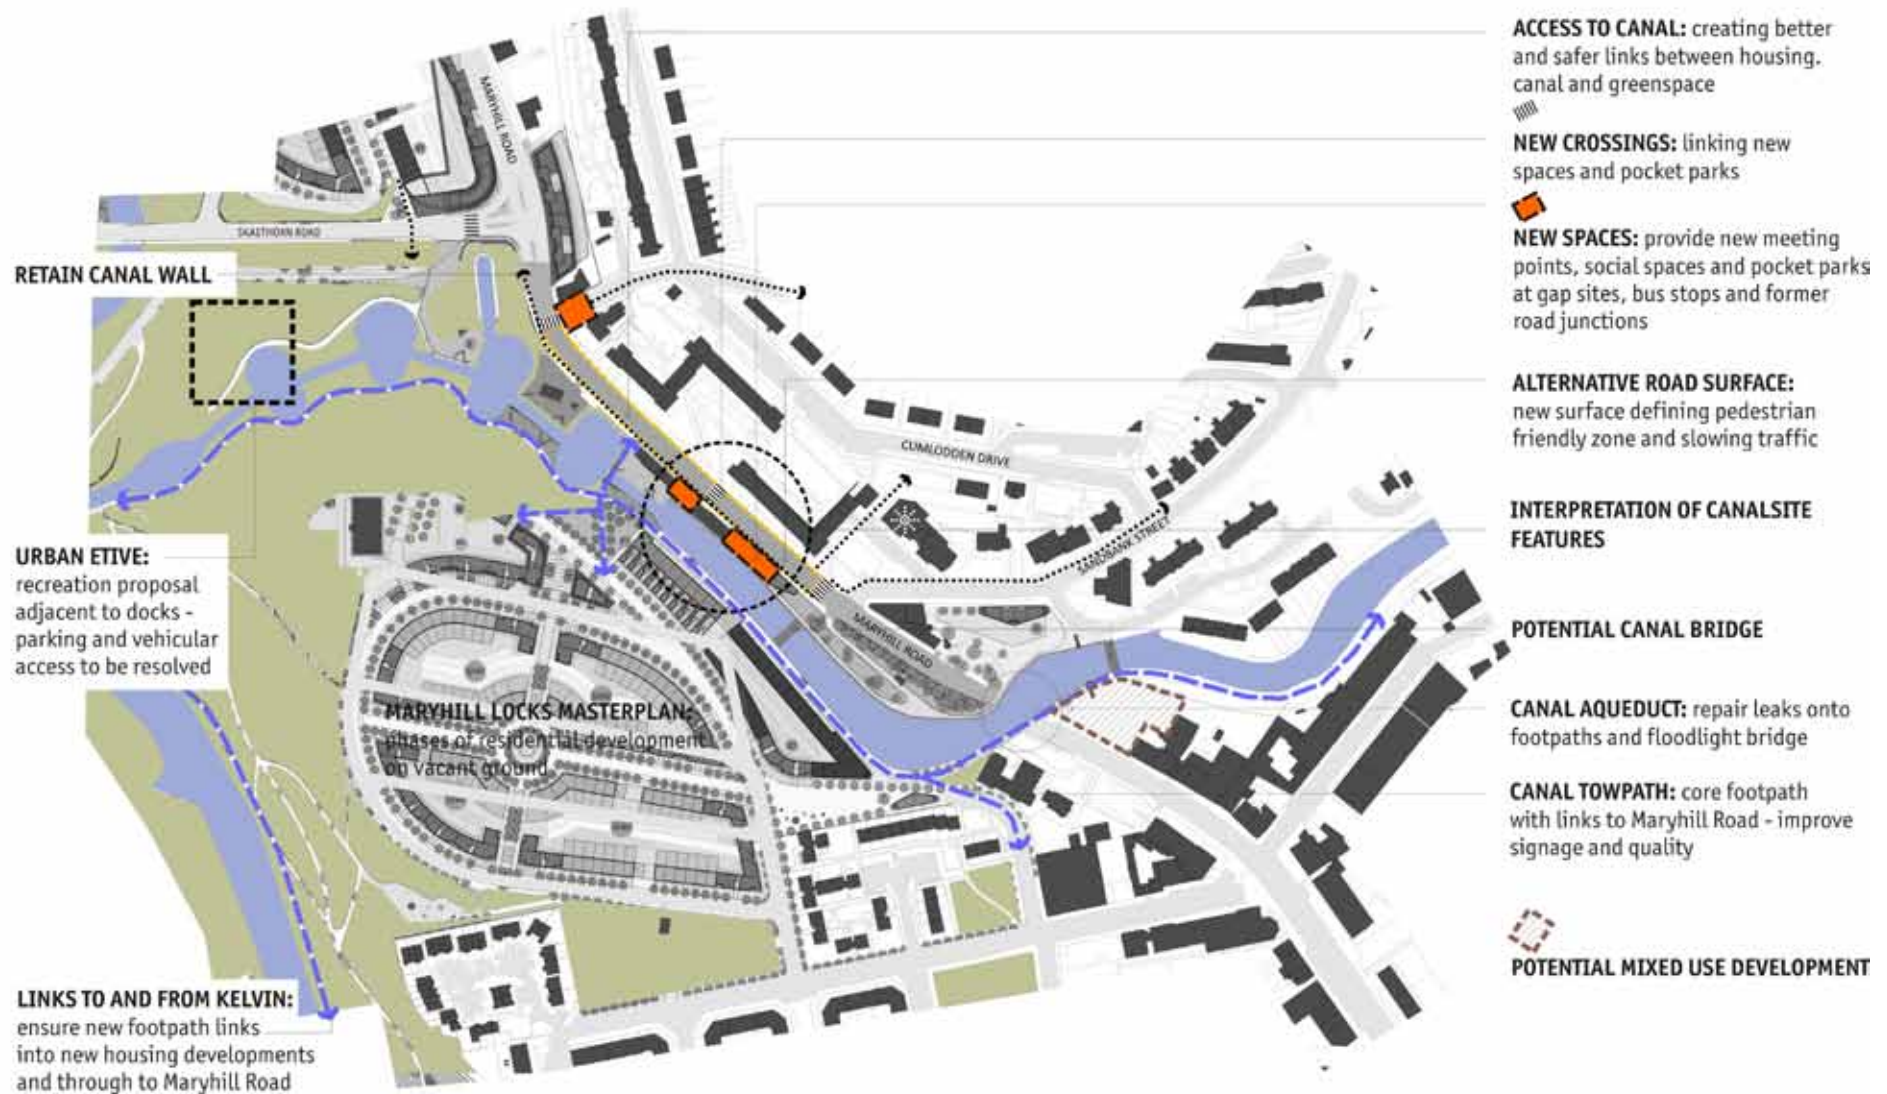 ACCESS TO CANAL: creating better
and safer links between housing.
canal and greenspace
NEW CROSSINGS: linking new
spaces and pocket parks
NEW SPACES: provide new meeting
points, social spaces and pocket parks
at gap sites, bus stops and former
road junctions
ALTERNATIVE ROAD SURFACE:
new surface defining pedestrian
friendly zone and slowing traffic
INTERPRETATION OF CANALSITE
FEATURES
POTENTIAL CANAL BRIDGE
CANAL AQUEDUCT: repair leaks onto
footpaths and floodlight bridge
CANAL TOWPATH: core footpath
with links to Maryhill Road - improve
signage and quality
POTENTIAL MIXED USE DEVELOPMENT
MARYHILL ROAD
SKAETHORN ROAD
RETAIN CANAL WALL
CUMLODDEN DRIVE
SANDBANK STREET
MARYHILL ROAD
URBAN ETIVE:
recreation proposal
adjacent to docks -
parking and vehicular
access to be resolved
MARYHILL LOCKS MASTERPLAN:
phases of residential development
on vacant ground
LINKS TO AND FROM KELVIN:
ensure new footpath links
into new housing developments
and through to Maryhill Road